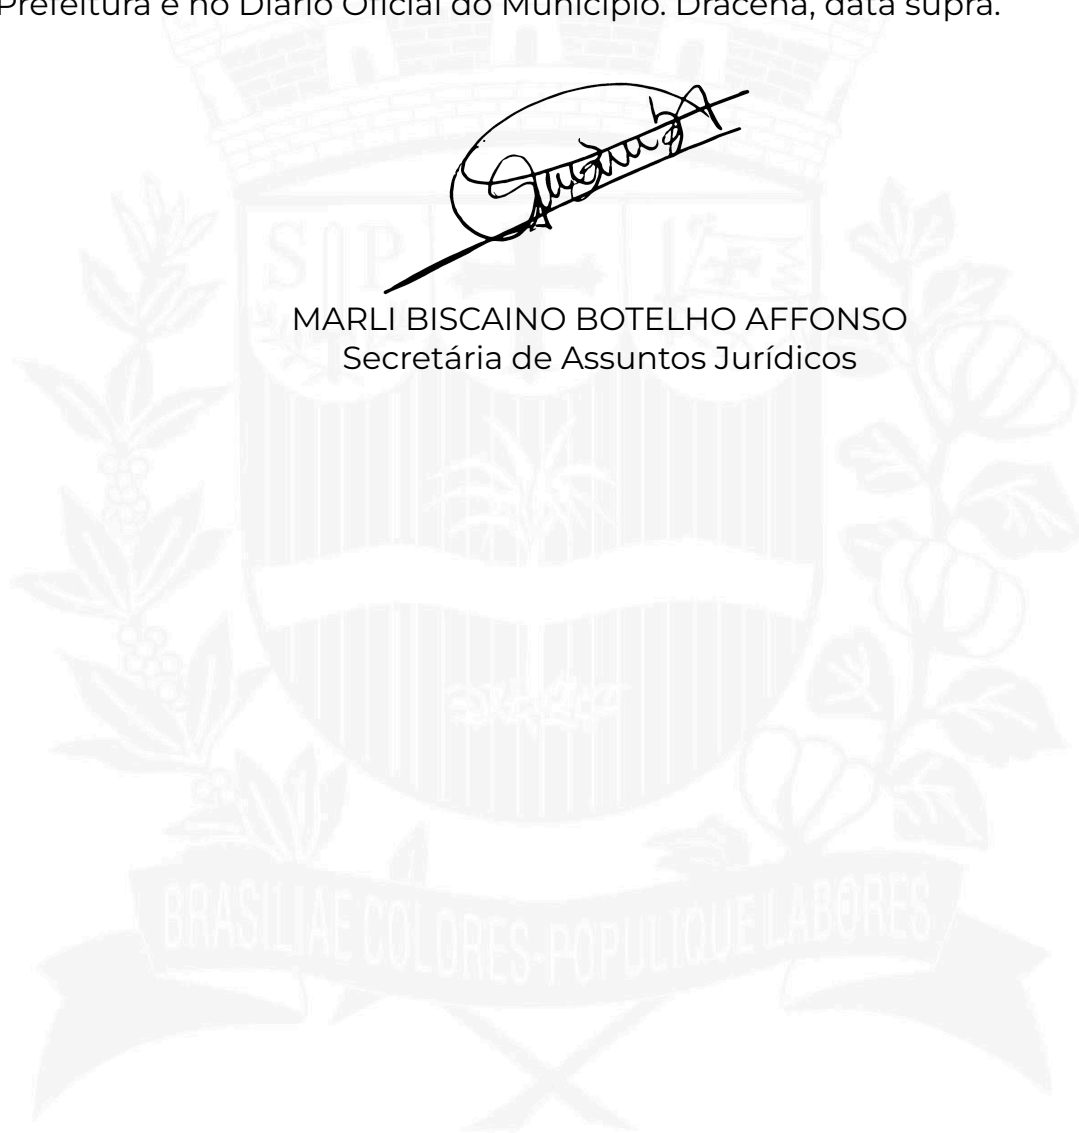 Prefeitura e no Diário Oficial do Município. Dracena, data supra.
MARLI BISCAINO BOTELHO AFFONSO
Secretária de Assuntos Jurídicos
SP
BRASILIAE COLORES-POPULIQUE LABORES